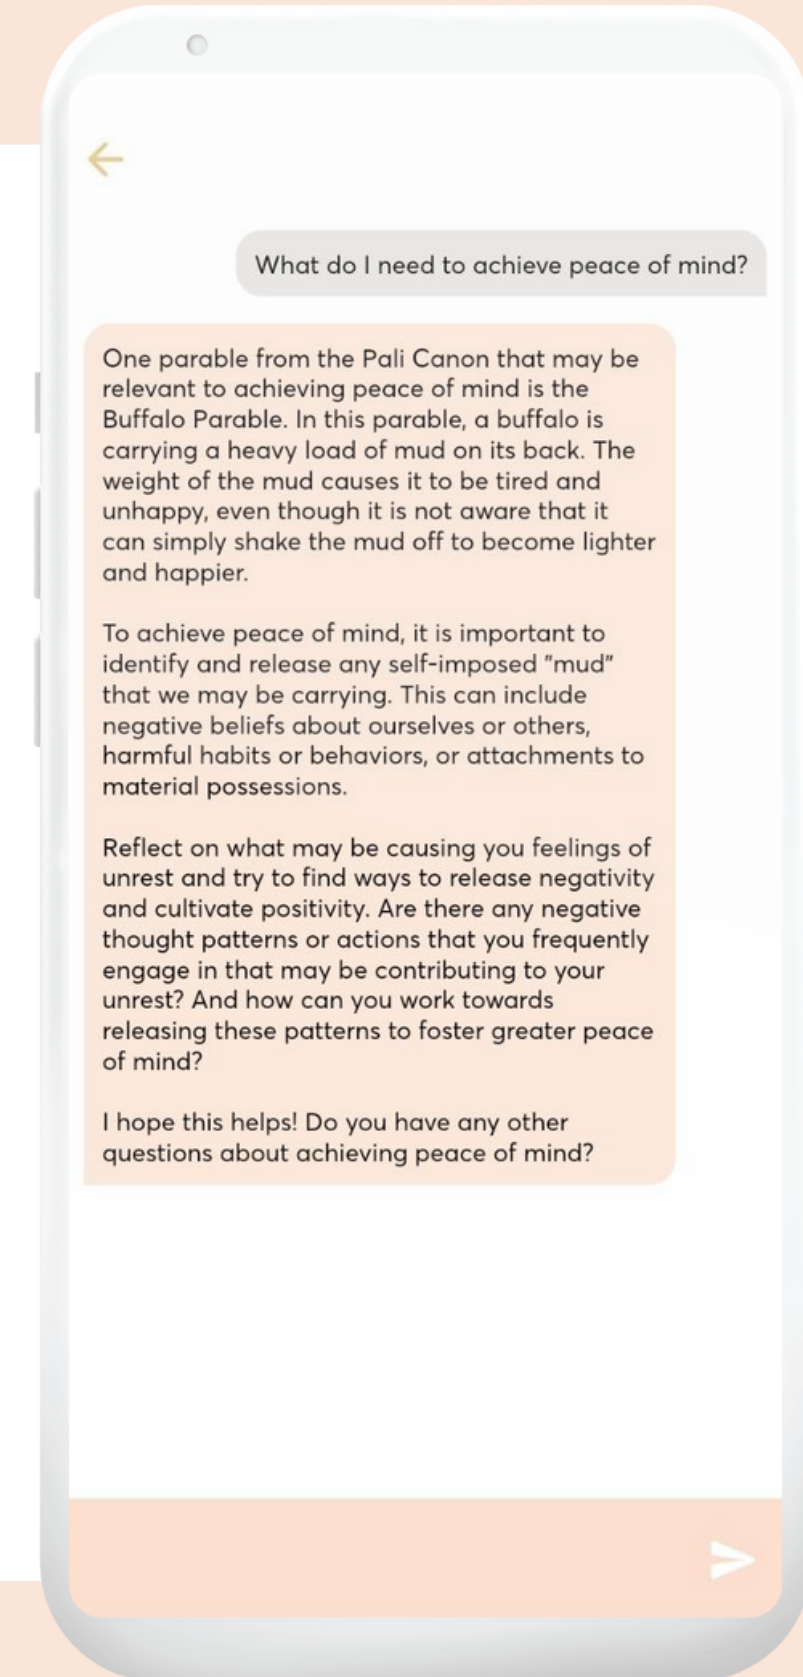 What do I need to achieve peace of mind?
One parable from the Pali Canon that may be
relevant to achieving peace of mind is the
Buffalo Parable. In this parable, a buffalo is
carrying a heavy load of mud on its back. The
weight of the mud causes it to be tired and
unhappy, even though it is not aware that it
can simply shake the mud off to become lighter
and happier.
To achieve peace of mind, it is important to
identify and release any self-imposed "mud"
that we may be carrying. This can include
negative beliefs about ourselves or others,
harmful habits or behaviors, or attachments to
material possessions.
Reflect on what may be causing you feelings of
unrest and try to find ways to release negativity
and cultivate positivity. Are there any negative
thought patterns or actions that you frequently
engage in that may be contributing to your
unrest? And how can you work towards
releasing these patterns to foster greater peace
of mind?
I hope this helps! Do you have any other
questions about achieving peace of mind?